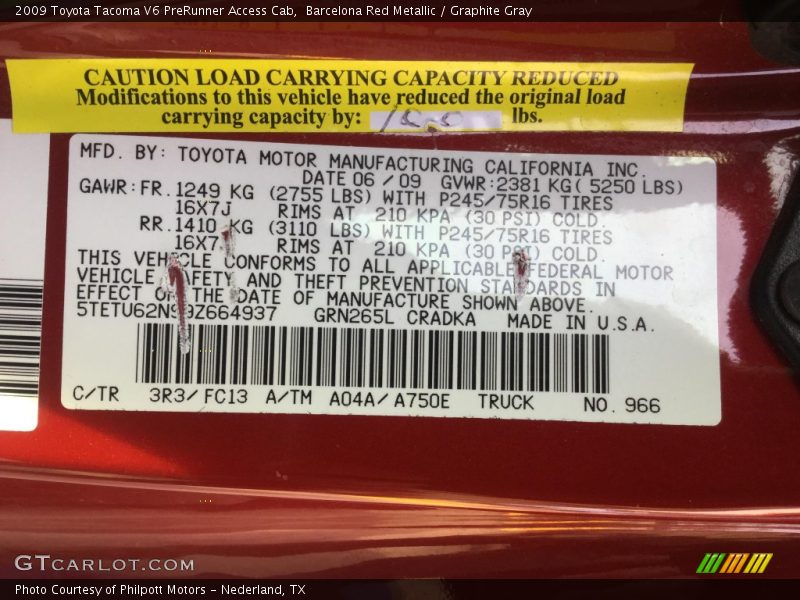 2009 Toyota Tacoma V6 PreRunner Access Cab, Barcelona Red Metallic / Graphite Gray
CAUTION LOAD CARRYING CAPACITY REDUCED
Modifications to this vehicle have reduced the original load
carrying capacity by: lbs.
MFD. BY: TOYOTA MOTOR MANUFACTURING CALIFORNIA INC.
DATE 06 / 09 GVWR:2381 KG( 5250 LBS)
GAWR:FR. 1249 KG (2755 LBS) WITH P245/75R16 TIRES
16X7J RIMS AT 210 KPA (30 PSI) COLD.
RR. 1410 KG (3110 LBS) WITH P245/75R16 TIRES
16X7 RIMS AT 210 KPA (30 PSI) COLD.
THIS VEHICLE CONFORMS TO ALL APPLICABLE FEDERAL MOTOR
VEHICLE SAFETY AND THEFT PREVENTION STANDARDS IN
EFFECT ON THE DATE OF MANUFACTURE SHOWN ABOVE.
GRN265L CRADKA MADE IN U.S.A.
C/TR 3R3/FC13 A/TM A04A/A750E TRUCK NO. 966
GTCARLOT.COM
Photo Courtesy of Philpott Motors - Nederland, TX